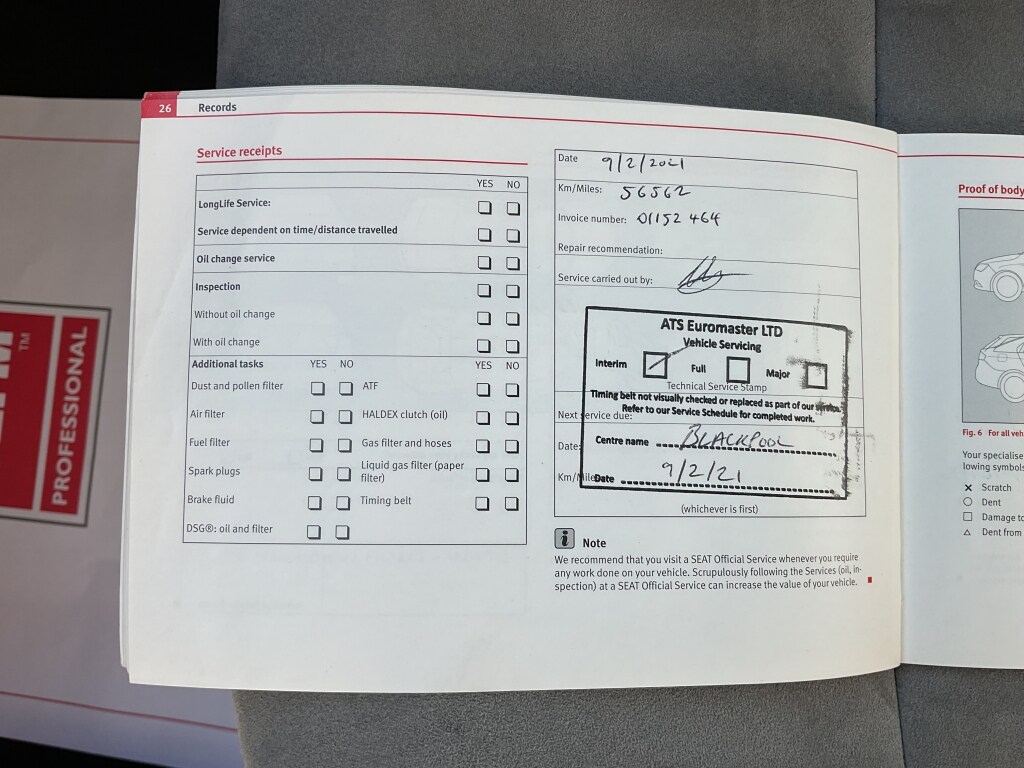 26 Records
Service receipts
YES NO
LongLife Service:
Service dependent on time/distance travelled
Oil change service
Inspection
Without oil change
With oil change
Additional tasks YES NO YES NO
Dust and pollen filter ATF
Air filter HALDEX clutch (oil)
Fuel filter Gas filter and hoses
Spark plugs Liquid gas filter (paper
filter)
Brake fluid Timing belt
DSG®: oil and filter
Date 9/2/2021
Km/Miles: 56562
Invoice number: 01152 464
Repair recommendation:
Service carried out by:
ATS Euromaster LTD
Vehicle Servicing
Interim Full Major
Technical Service Stamp
Timing belt not visually checked or replaced as part of our service.
Refer to our Service Schedule for completed work.
Next service due:
Date:
Centre name BLACKPOOL
Km/Miles
Date 9/2/21
(whichever is first)
i Note
We recommend that you visit a SEAT Official Service whenever you require
any work done on your vehicle. Scrupulously following the Services (oil, in-
spection) at a SEAT Official Service can increase the value of your vehicle.
Proof of body
Fig. 6 For all veh
Your specialise
lowing symbols
Scratch
Dent
Damage to
Dent from
TM
PROFESSIONAL